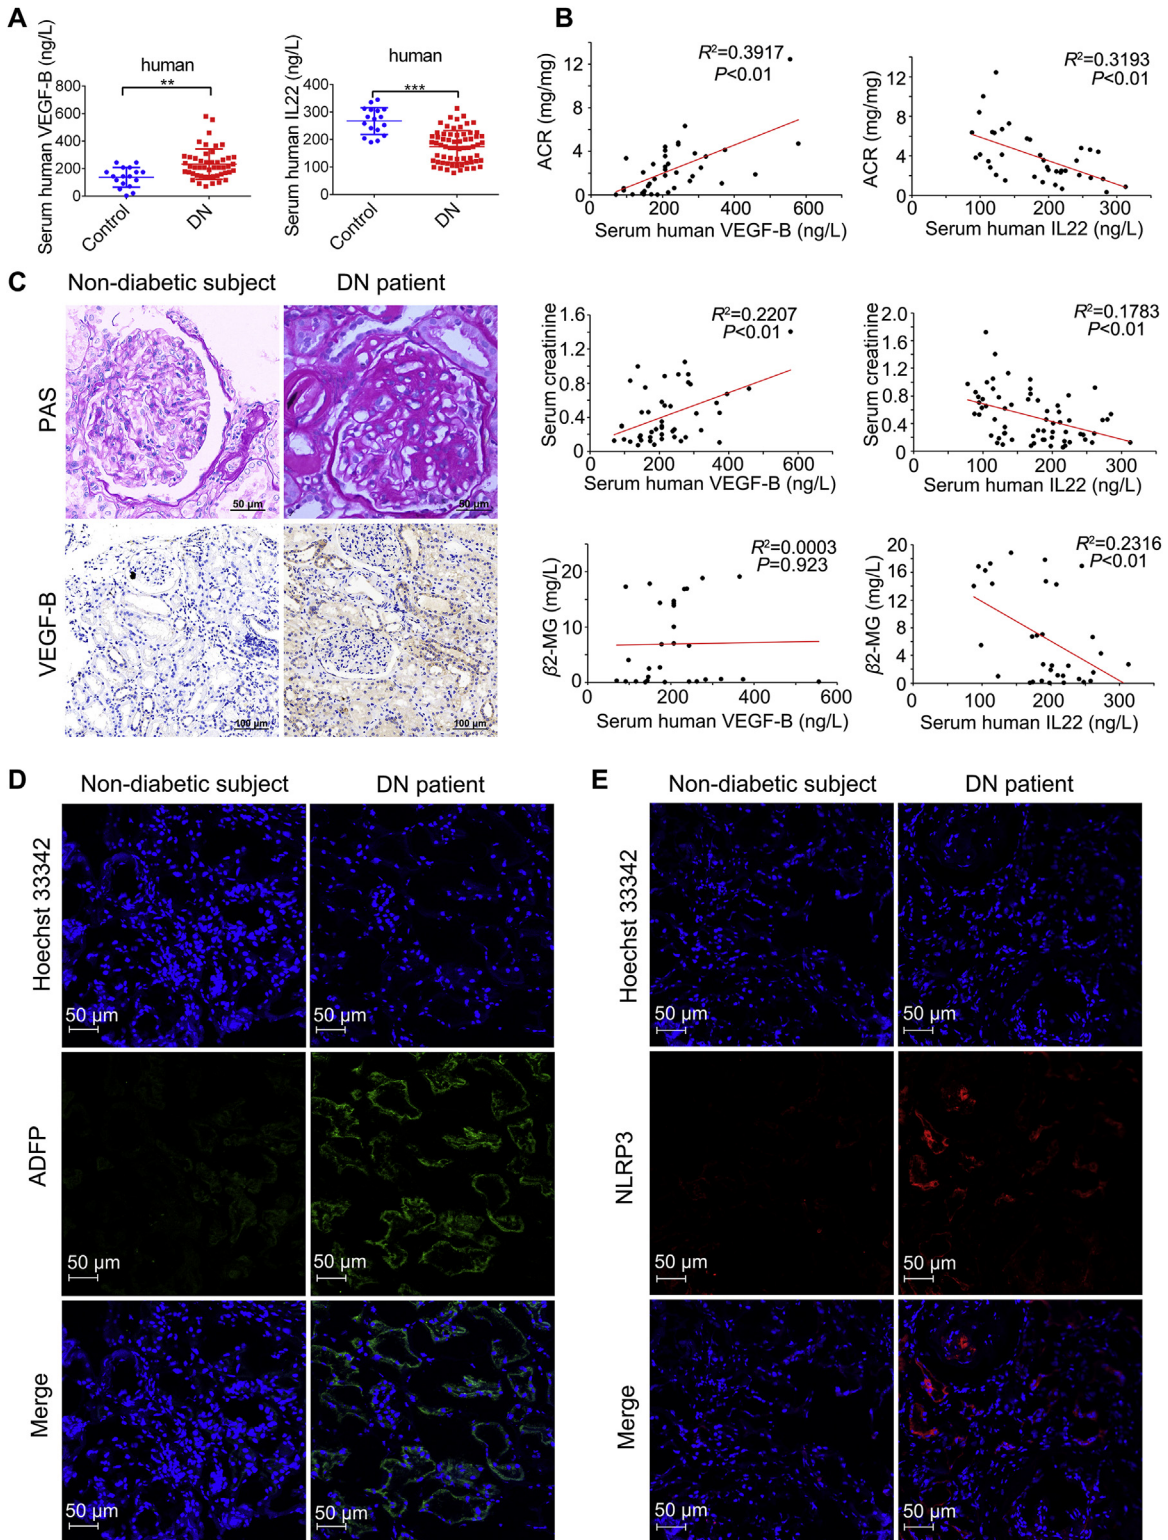 A
human
**
Serum human VEGF-B (ng/L)
800
600
400
200
0
Control
DN
human
***
Serum human IL22 (ng/L)
400
300
200
100
0
Control
DN
B
R²=0.3917
P<0.01
ACR (mg/mg)
12
8
4
0
0 200 400 600 800
Serum human VEGF-B (ng/L)
R²=0.3193
P<0.01
ACR (mg/mg)
12
8
4
0
0 100 200 300
Serum human IL22 (ng/L)
R²=0.2207
P<0.01
Serum creatinine
1.6
1.2
0.8
0.4
0
0 200 400 600 800
Serum human VEGF-B (ng/L)
R²=0.1783
P<0.01
Serum creatinine
2.0
1.6
1.2
0.8
0.4
0
0 100 200 300
Serum human IL22 (ng/L)
R²=0.0003
P=0.923
β2-MG (mg/L)
20
10
0
0 200 400 600
Serum human VEGF-B (ng/L)
R²=0.2316
P<0.01
β2-MG (mg/L)
20
16
12
8
4
0
0 100 200 300
Serum human IL22 (ng/L)
C
Non-diabetic subject
DN patient
PAS
50 μm
50 μm
VEGF-B
100 μm
100 μm
D
Non-diabetic subject
DN patient
Hoechst 33342
50 μm
50 μm
ADFP
50 μm
50 μm
Merge
50 μm
50 μm
E
Non-diabetic subject
DN patient
Hoechst 33342
50 μm
50 μm
NLRP3
50 μm
50 μm
Merge
50 μm
50 μm